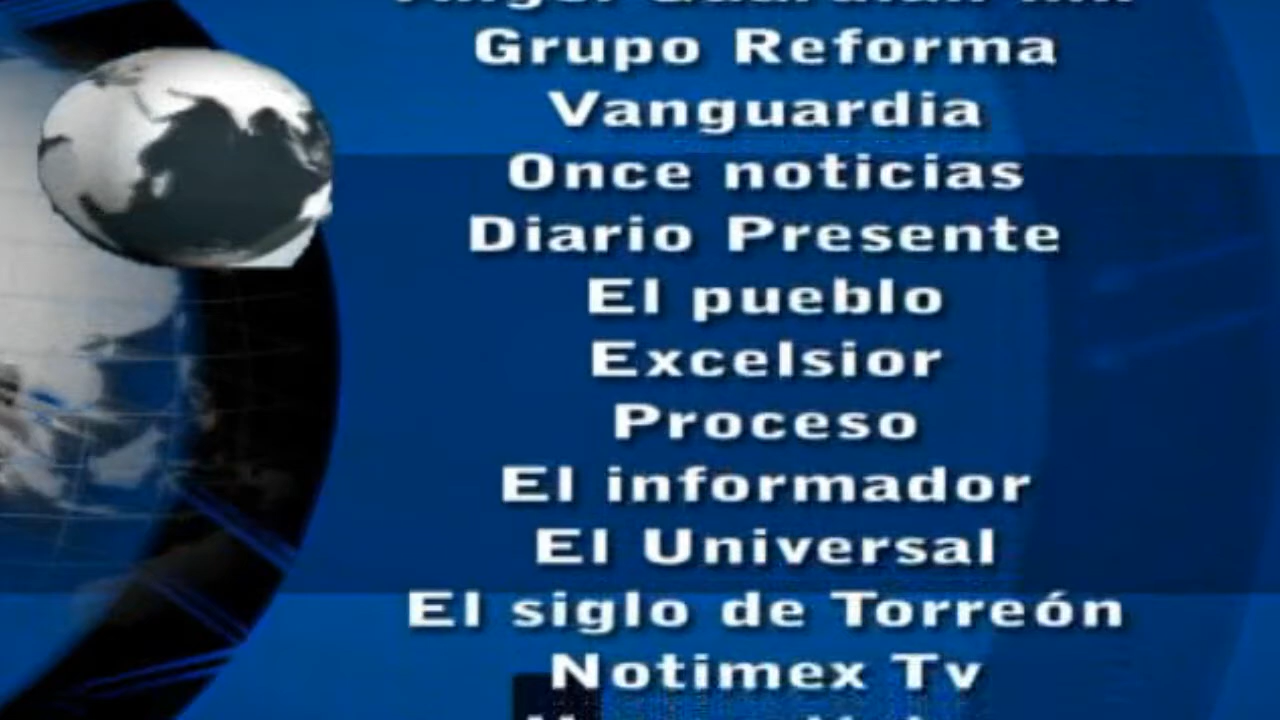 Grupo Reforma
Vanguardia
Once noticias
Diario Presente
El pueblo
Excelsior
Proceso
El informador
El Universal
El siglo de Torreón
Notimex Tv